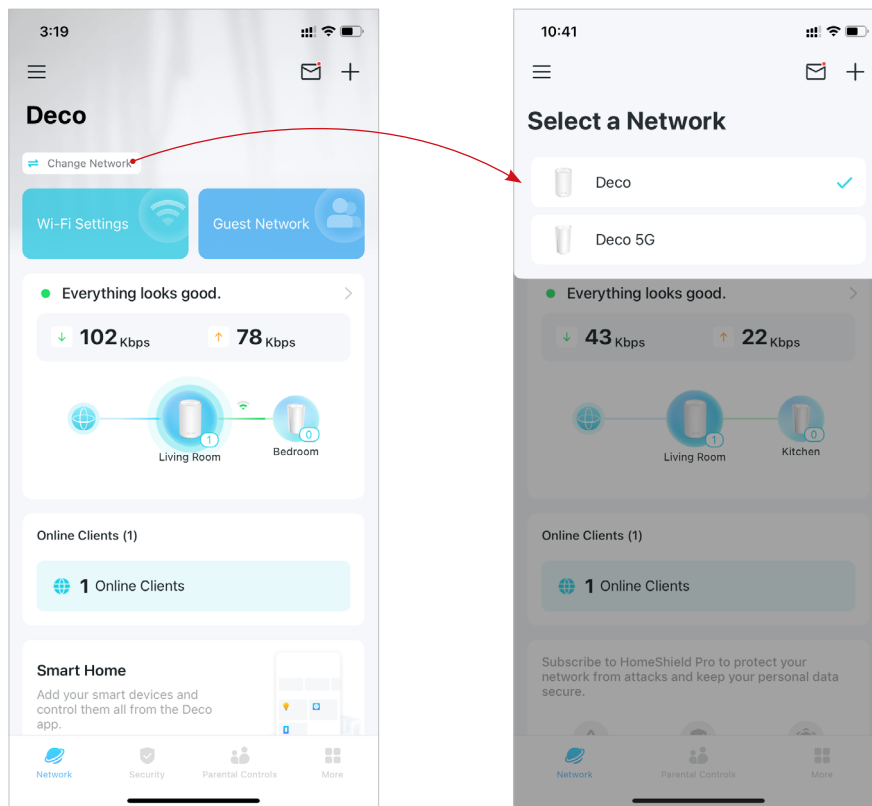 3:19
Deco
Change Network
Wi-Fi Settings
Guest Network
Everything looks good.
102 Kbps
78 Kbps
1
0
Living Room
Bedroom
Online Clients (1)
1 Online Clients
Smart Home
Add your smart devices and
control them all from the Deco
app.
Network
Security
Parental Controls
More
10:41
Select a Network
Deco
Deco 5G
Everything looks good.
43 Kbps
22 Kbps
1
0
Living Room
Kitchen
Online Clients (1)
1 Online Clients
Subscribe to HomeShield Pro to protect your
network from attacks and keep your personal data
secure.
Network
Parental Controls
More